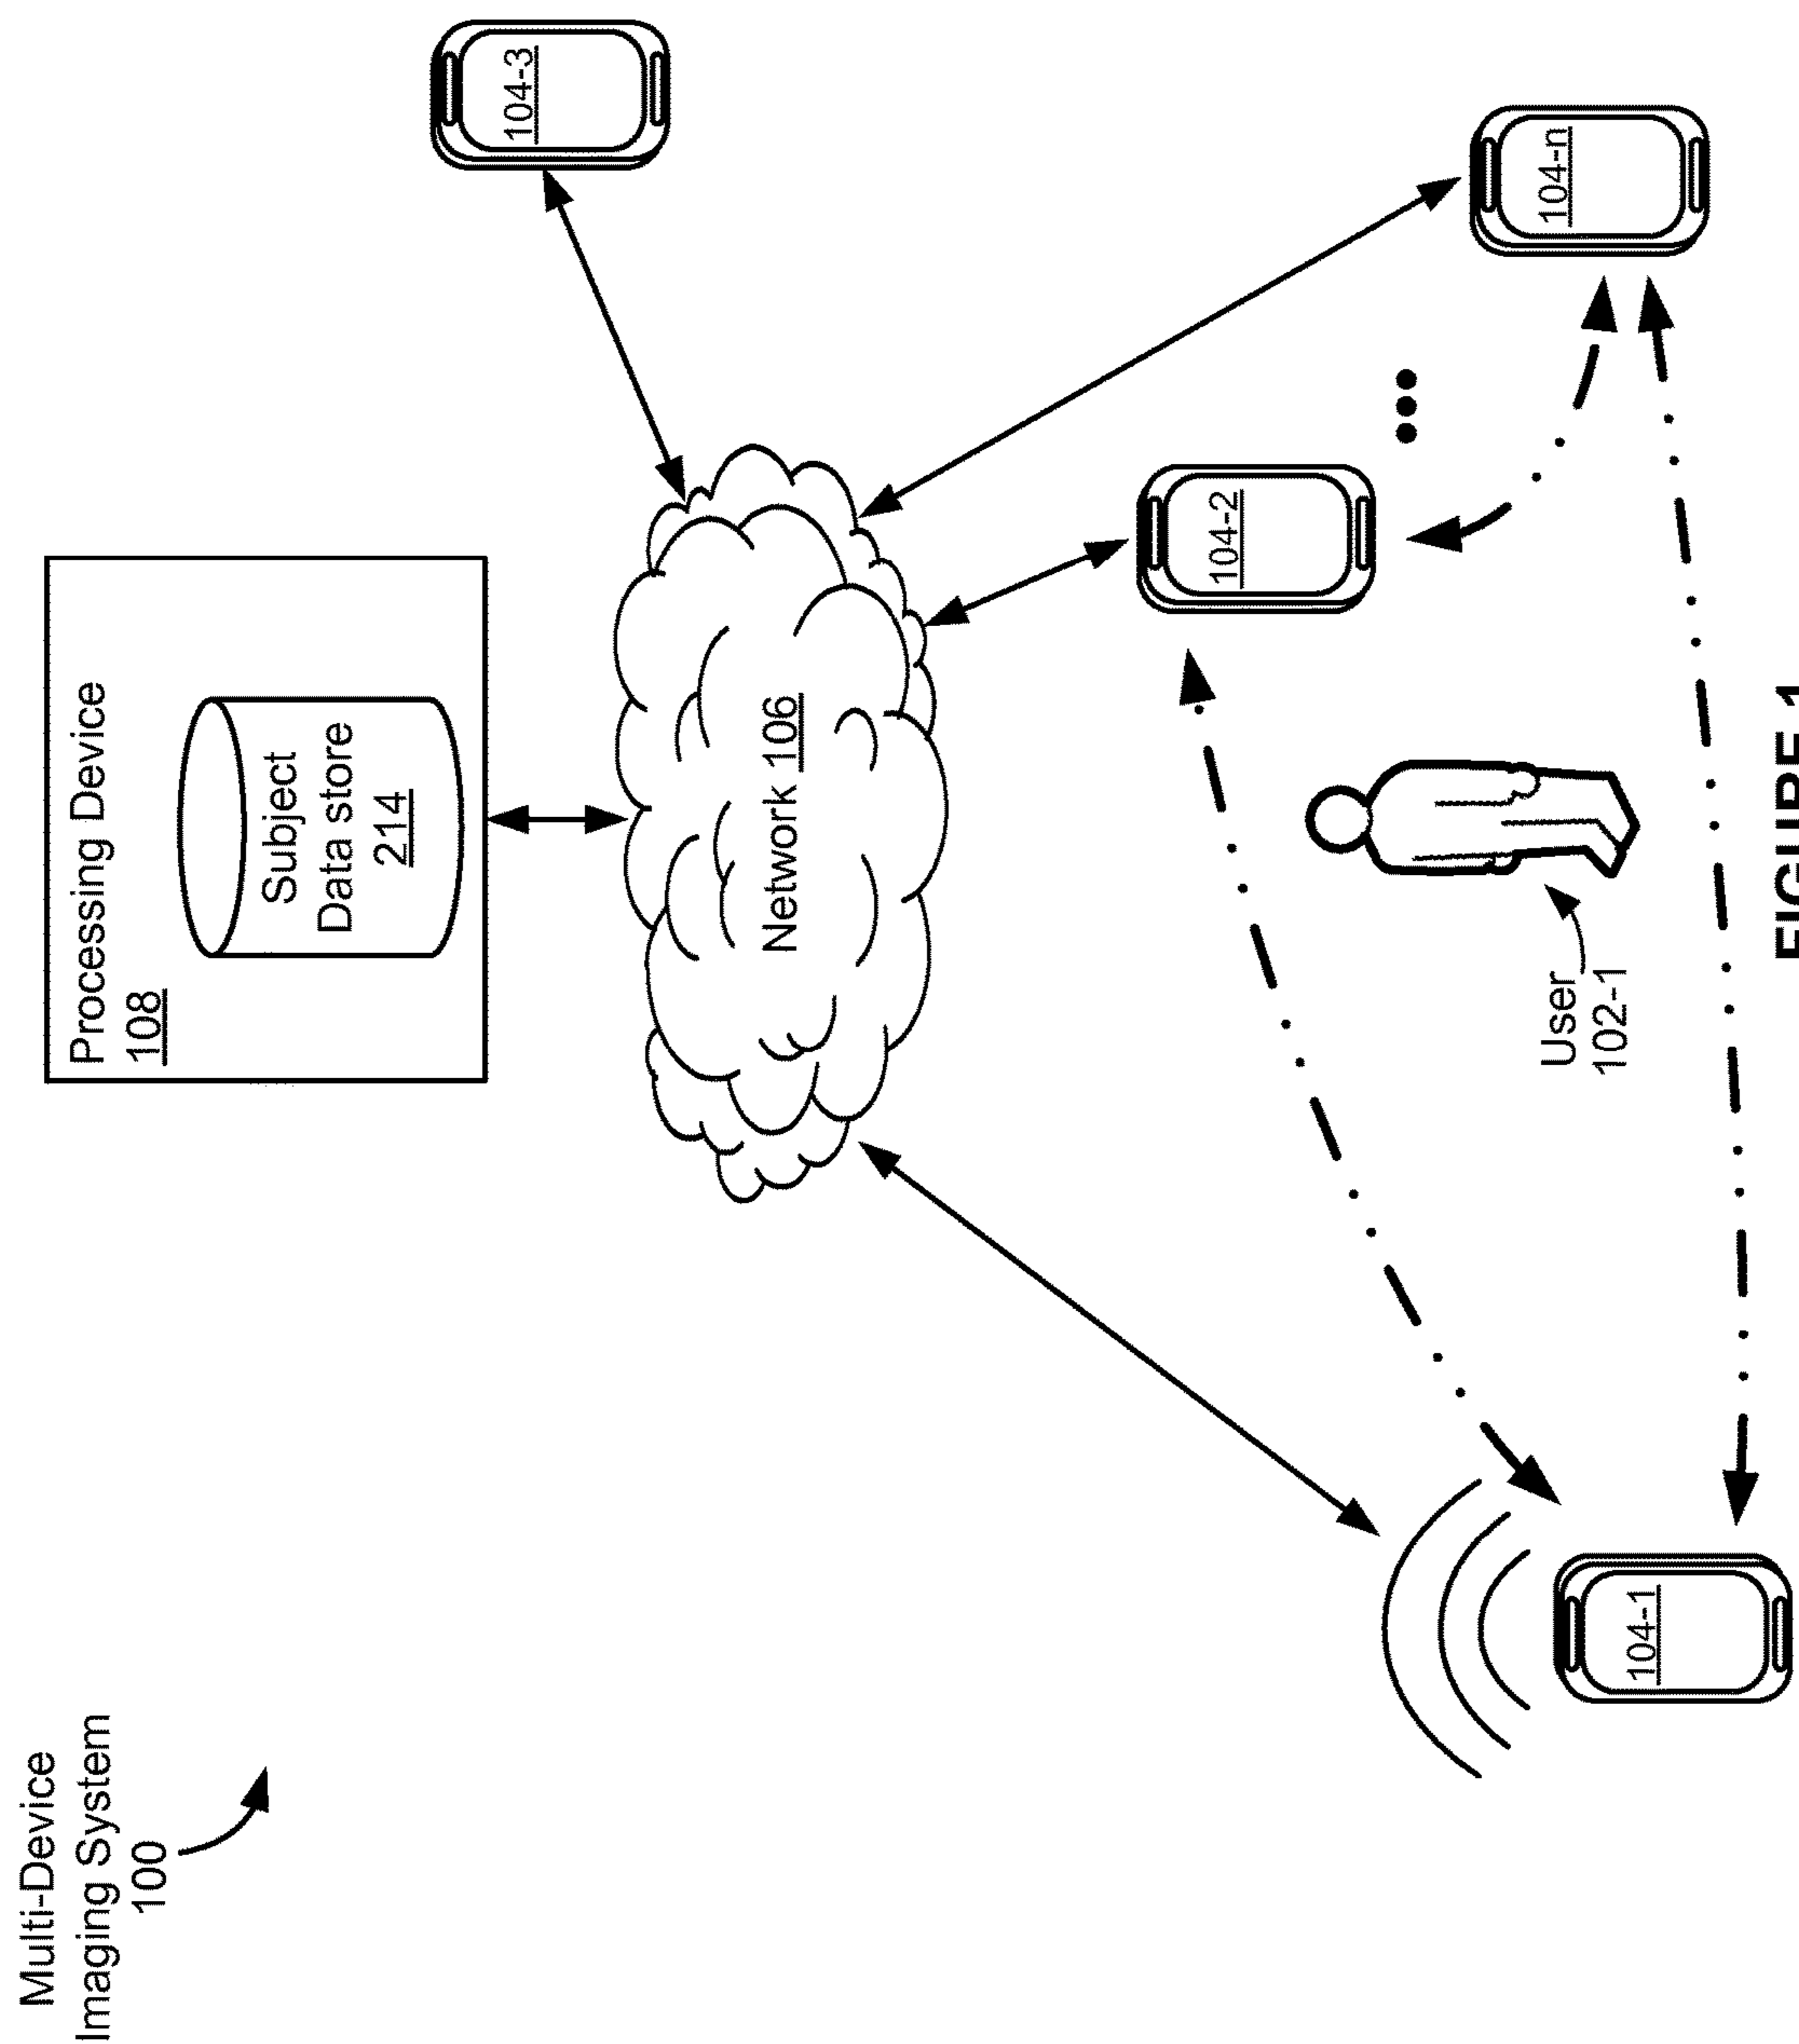 Multi-Device
Imaging System
100
Processing Device
108
Subject
Data store
214
104-3
Network 106
104-2
104-n
User
102-1
104-1
FIGURE 1